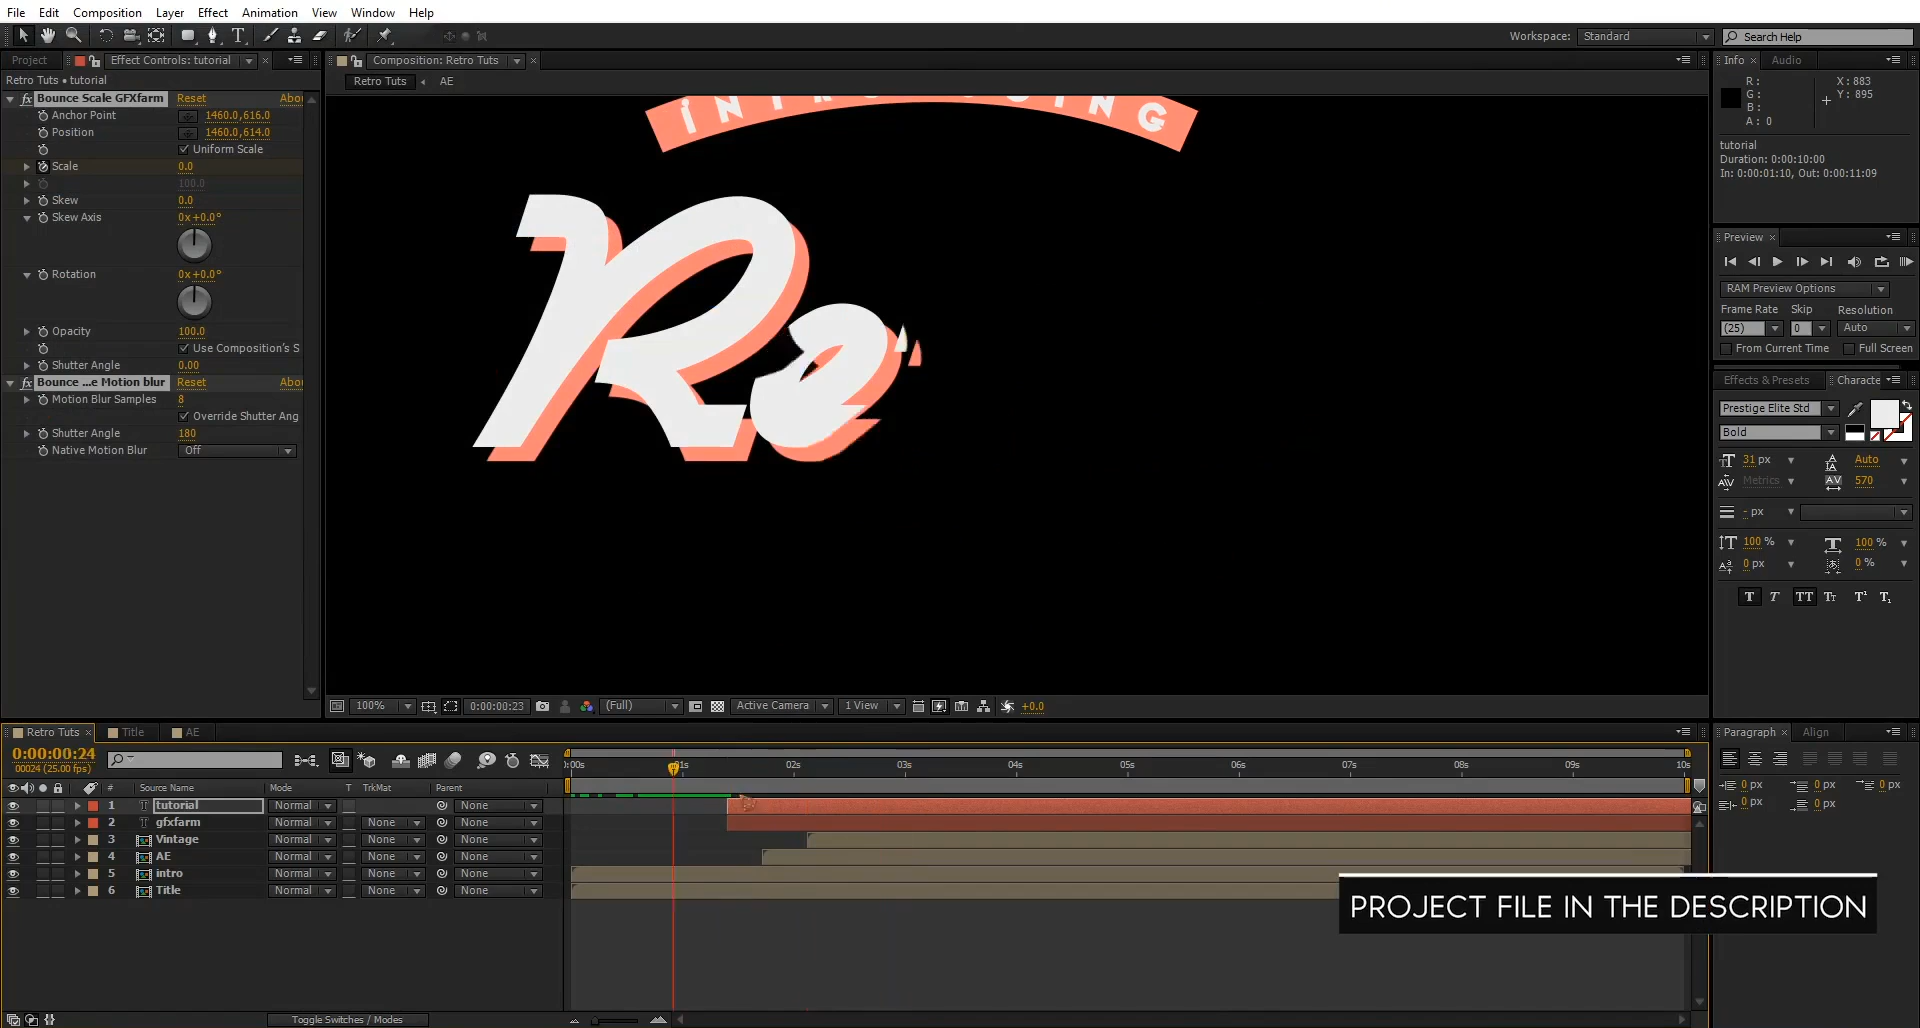 File Edit Composition Layer Effect Animation View Window Help
Workspace: Standard Search Help
Project Effect Controls: tutorial
Retro Tuts • tutorial
fx Bounce Scale GFXfarm Reset Abou
Anchor Point 1460.0,616.0
Position 1460.0,614.0
Uniform Scale
Scale 0.0
100.0
Skew 0.0
Skew Axis 0x+0.0°
Rotation 0x+0.0°
Opacity 100.0
Use Composition's S
Shutter Angle 0.00
fx Bounce ...e Motion blur Reset Abou
Motion Blur Samples 8
Override Shutter Ang
Shutter Angle 180
Native Motion Blur Off
Composition: Retro Tuts
Retro Tuts AE
Re
100% 0:00:00:23 (Full) Active Camera 1 View +0.0
Info Audio
R: X: 883
G: Y: 895
B:
A: 0
tutorial
Duration: 0:00:10:00
In: 0:00:01:10, Out: 0:00:11:09
Preview
RAM Preview Options
Frame Rate Skip Resolution
(25) 0 Auto
From Current Time Full Screen
Effects & Presets Characte
Prestige Elite Std
Bold
31 px Auto
Metrics 570
- px
100 % 100 %
0 px 0 %
T T TT Tt T¹ T₁
Paragraph Align
0 px 0 px 0 px
0 px 0 px
Retro Tuts Title AE
0:00:00:24
00024 (25.00 fps)
# Source Name Mode T TrkMat Parent
:00s 01s 02s 03s 04s 05s 06s 07s 08s 09s 10s
1 tutorial Normal None
2 gfxfarm Normal None None
3 Vintage Normal None None
4 AE Normal None None
5 intro Normal None None
6 Title Normal None None
PROJECT FILE IN THE DESCRIPTION
Toggle Switches / Modes